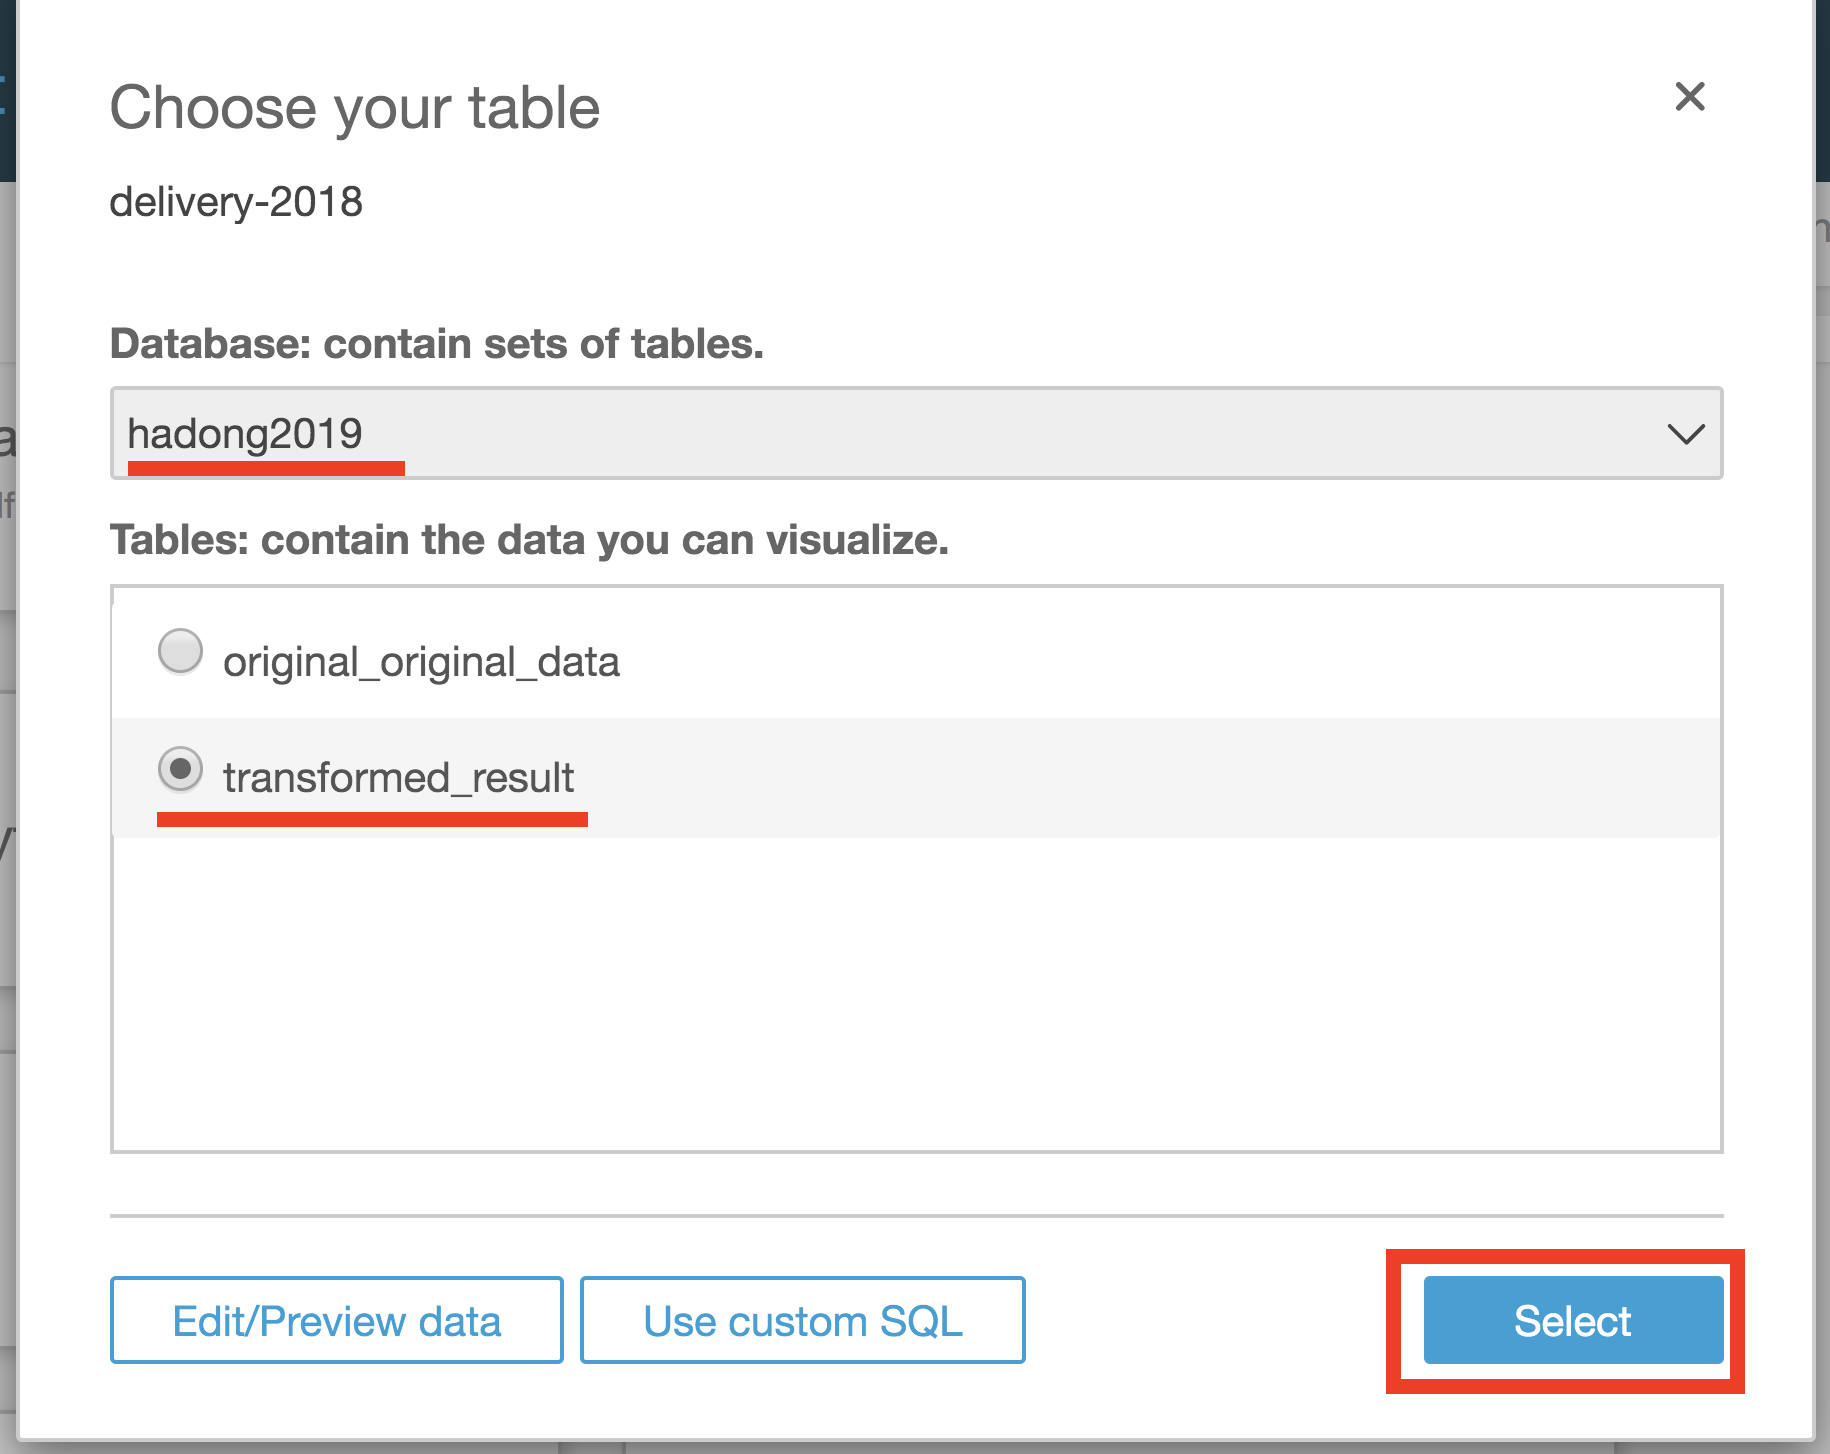 Choose your table
delivery-2018
Database: contain sets of tables.
hadong2019
Tables: contain the data you can visualize.
original_original_data
transformed_result
Edit/Preview data
Use custom SQL
Select